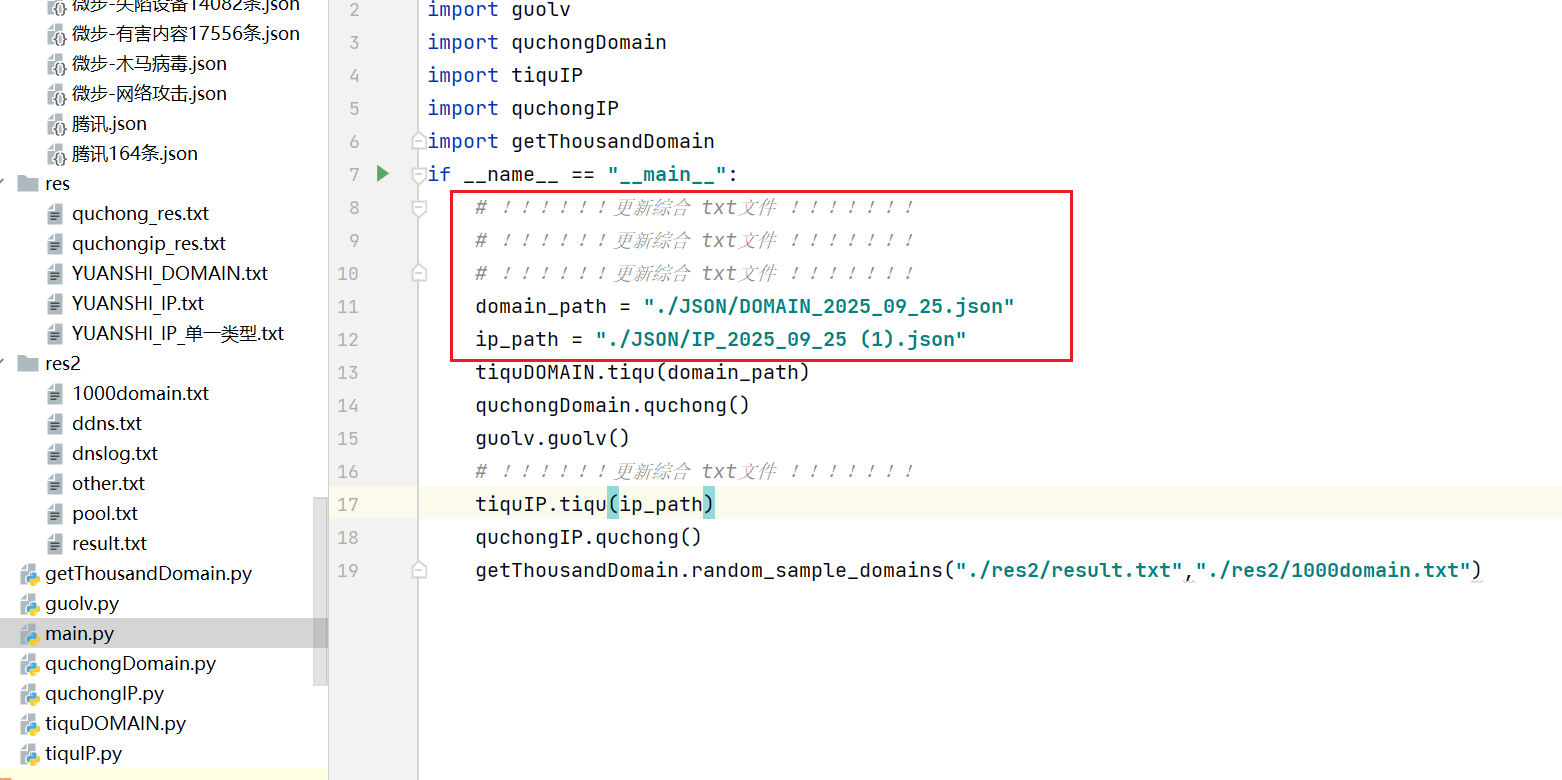 微步-失陷设备14082条.json
微步-有害内容17556条.json
微步-木马病毒.json
微步-网络攻击.json
腾讯.json
腾讯164条.json
res
quchong_res.txt
quchongip_res.txt
YUANSHI_DOMAIN.txt
YUANSHI_IP.txt
YUANSHI_IP_单一类型.txt
res2
1000domain.txt
ddns.txt
dnslog.txt
other.txt
pool.txt
result.txt
getThousandDomain.py
guolv.py
main.py
quchongDomain.py
quchongIP.py
tiquDOMAIN.py
tiquIP.py
2 import guolv
3 import quchongDomain
4 import tiquIP
5 import quchongIP
6 import getThousandDomain
7 if __name__ == "__main__":
8 # ！！！！！！更新综合 txt文件 ！！！！！！！
9 # ！！！！！！更新综合 txt文件 ！！！！！！！
10 # ！！！！！！更新综合 txt文件 ！！！！！！！
11 domain_path = "./JSON/DOMAIN_2025_09_25.json"
12 ip_path = "./JSON/IP_2025_09_25 (1).json"
13 tiquDOMAIN.tiqu(domain_path)
14 quchongDomain.quchong()
15 guolv.guolv()
16 # ！！！！！！更新综合 txt文件 ！！！！！！！
17 tiquIP.tiqu(ip_path)
18 quchongIP.quchong()
19 getThousandDomain.random_sample_domains("./res2/result.txt","./res2/1000domain.txt")